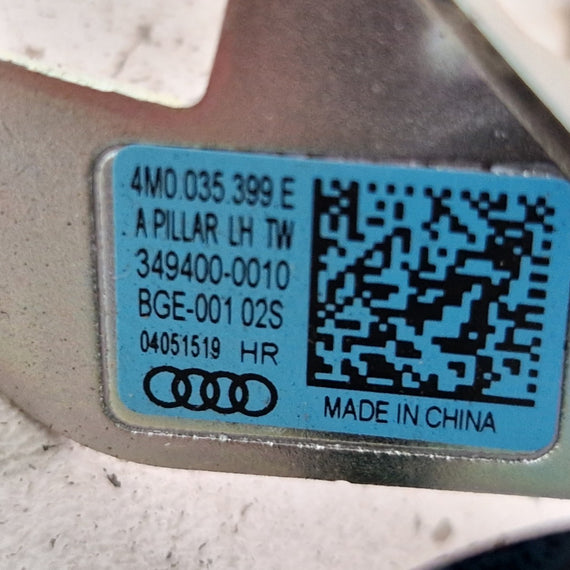 4M0.035.399.E
A PILLAR LH TW
349400-0010
BGE-001 02S
04051519 HR
MADE IN CHINA